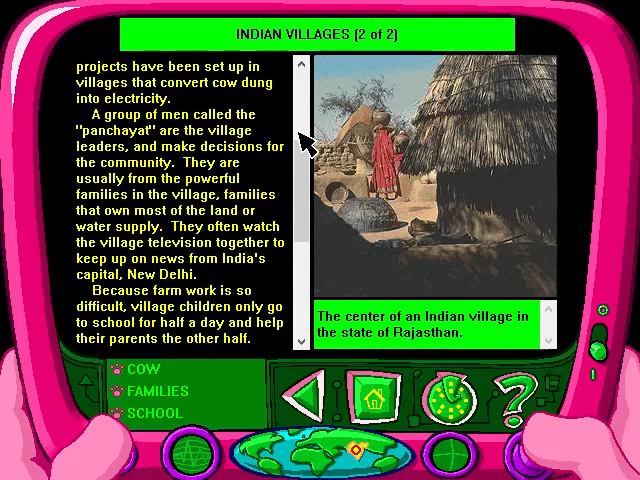 INDIAN VILLAGES (2 of 2)
projects have been set up in
villages that convert cow dung
into electricity.
A group of men called the
"panchayat" are the village
leaders, and make decisions for
the community.  They are
usually from the powerful
families in the village, families
that own most of the land or
water supply.  They often watch
the village television together to
keep up on news from India's
capital, New Delhi.
Because farm work is so
difficult, village children only go
to school for half a day and help
their parents the other half.
The center of an Indian village in
the state of Rajasthan.
COW
FAMILIES
SCHOOL
?